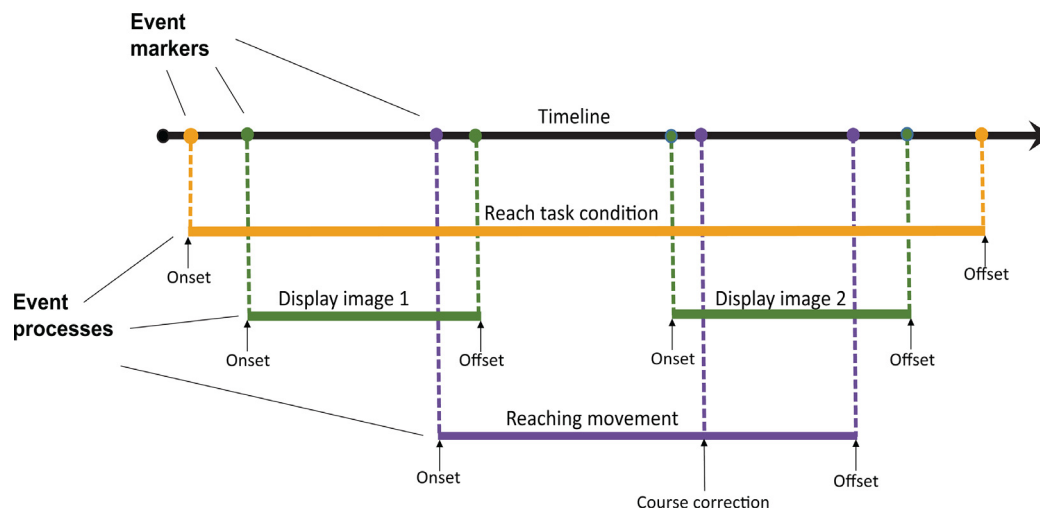 Event
markers
Timeline
Reach task condition
Onset
Offset
Event
processes
Display image 1
Display image 2
Onset
Offset
Onset
Offset
Reaching movement
Onset
Offset
Course correction